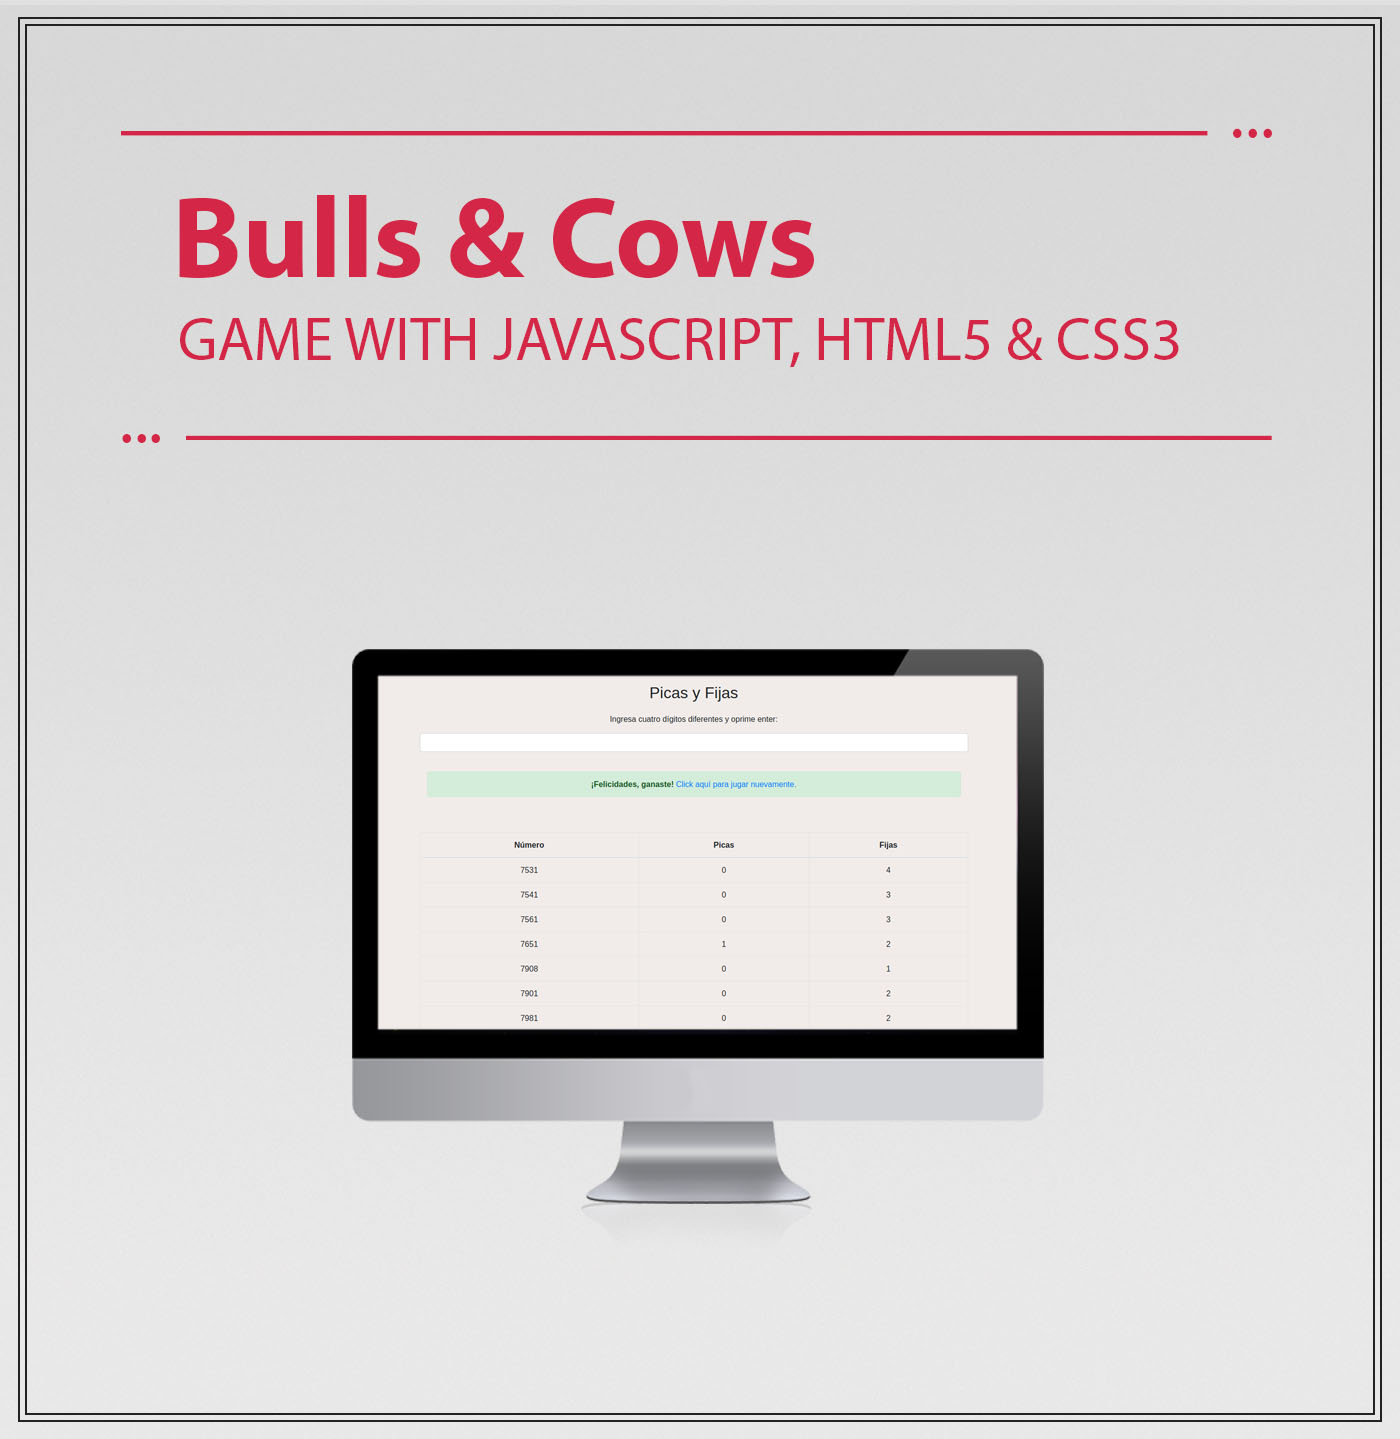 Bulls & Cows
GAME WITH JAVASCRIPT, HTML5 & CSS3
Picas y Fijas
Ingresa cuatro dígitos diferentes y oprime enter:
¡Felicidades, ganaste! Click aquí para jugar nuevamente.
Número Picas Fijas
7531 0 4
7541 0 3
7561 0 3
7651 1 2
7908 0 1
7901 0 2
7981 0 2